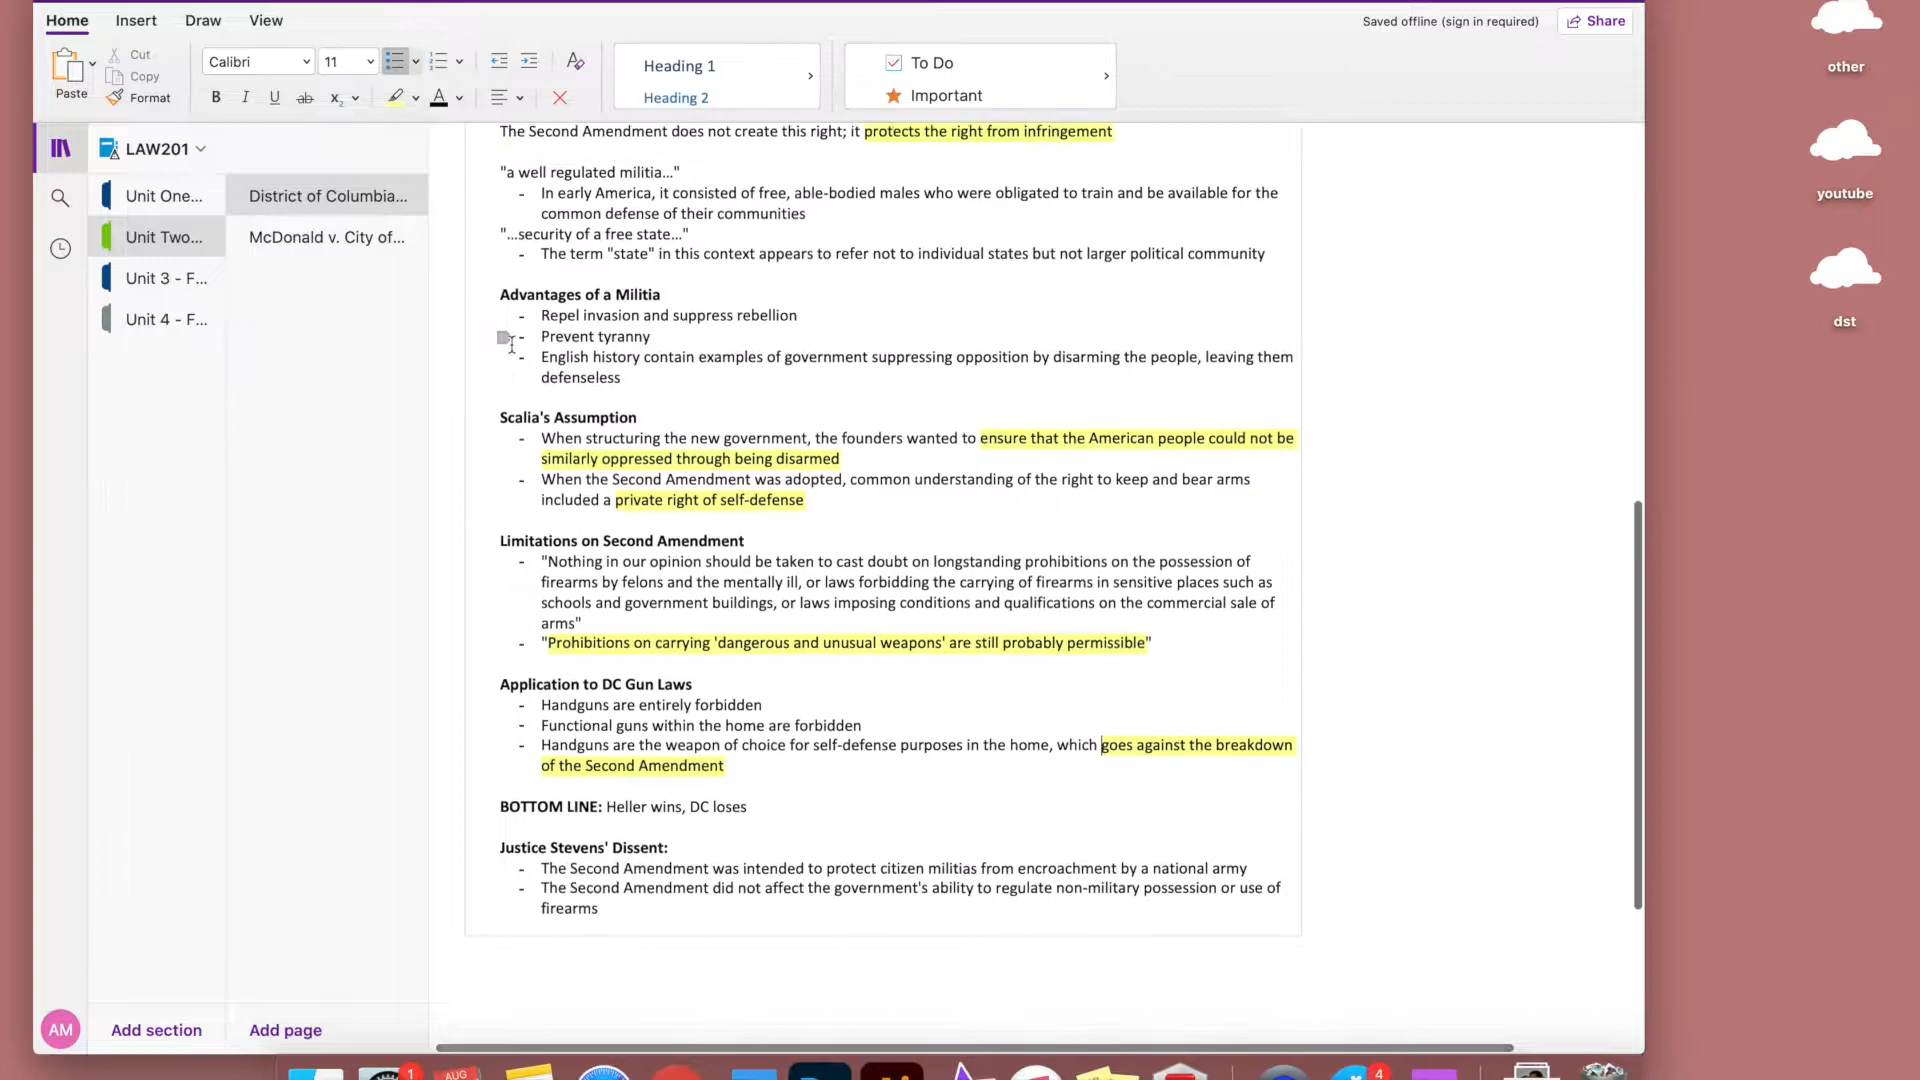 Home Insert Draw View
Saved offline (sign in required) Share
Paste
Cut
Copy
Format
Calibri 11
B I U ab x₂ A
Heading 1
Heading 2
To Do
Important
LAW201
Unit One...
Unit Two...
Unit 3 - F...
Unit 4 - F...
District of Columbia...
McDonald v. City of...
The Second Amendment does not create this right; it protects the right from infringement
"a well regulated militia..."
- In early America, it consisted of free, able-bodied males who were obligated to train and be available for the
common defense of their communities
"...security of a free state..."
- The term "state" in this context appears to refer not to individual states but not larger political community
Advantages of a Militia
- Repel invasion and suppress rebellion
- Prevent tyranny
- English history contain examples of government suppressing opposition by disarming the people, leaving them
defenseless
Scalia's Assumption
- When structuring the new government, the founders wanted to ensure that the American people could not be
similarly oppressed through being disarmed
- When the Second Amendment was adopted, common understanding of the right to keep and bear arms
included a private right of self-defense
Limitations on Second Amendment
- "Nothing in our opinion should be taken to cast doubt on longstanding prohibitions on the possession of
firearms by felons and the mentally ill, or laws forbidding the carrying of firearms in sensitive places such as
schools and government buildings, or laws imposing conditions and qualifications on the commercial sale of
arms"
- "Prohibitions on carrying 'dangerous and unusual weapons' are still probably permissible"
Application to DC Gun Laws
- Handguns are entirely forbidden
- Functional guns within the home are forbidden
- Handguns are the weapon of choice for self-defense purposes in the home, which goes against the breakdown
of the Second Amendment
BOTTOM LINE: Heller wins, DC loses
Justice Stevens' Dissent:
- The Second Amendment was intended to protect citizen militias from encroachment by a national army
- The Second Amendment did not affect the government's ability to regulate non-military possession or use of
firearms
AM
Add section
Add page
other
youtube
dst
1
AUG
4